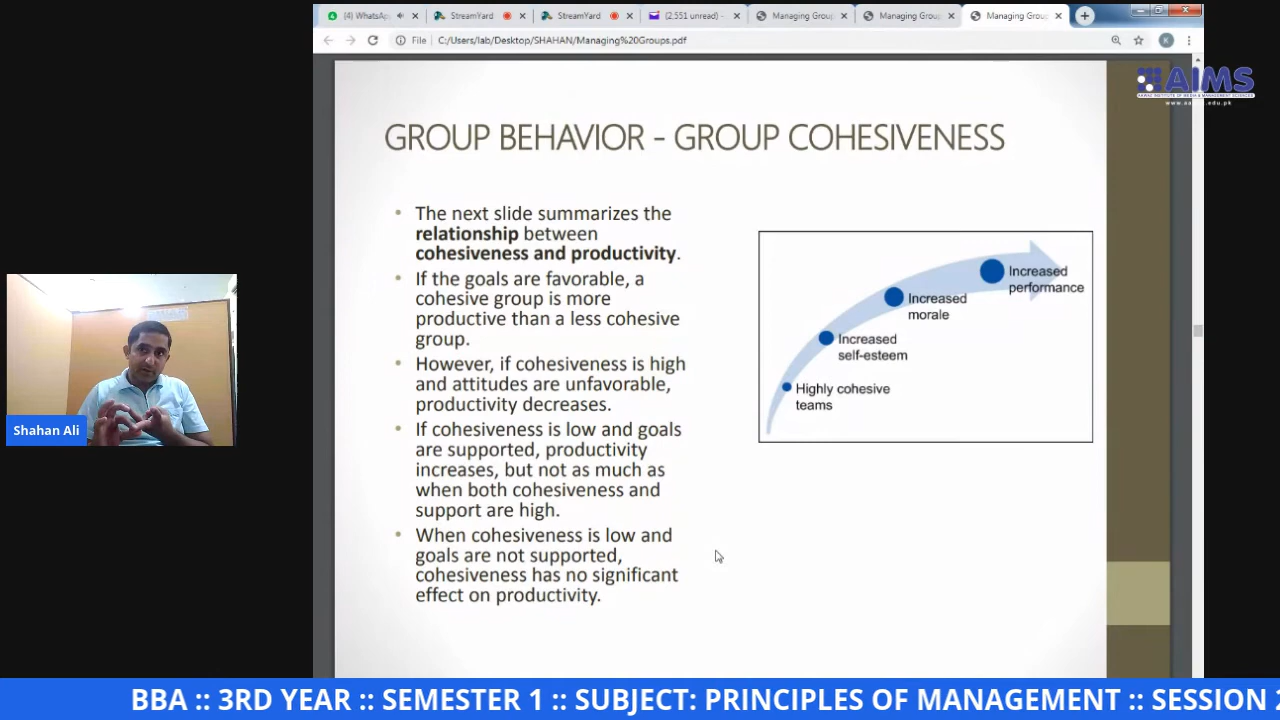 (4) WhatsAp
StreamYard
StreamYard
(2,551 unread) -
Managing Group
Managing Group
Managing Group
File
C:/Users/lab/Desktop/SHAHAN/Managing%20Groups.pdf
K
AIMS
GROUP BEHAVIOR - GROUP COHESIVENESS
• The next slide summarizes the
relationship between
cohesiveness and productivity.
• If the goals are favorable, a
cohesive group is more
productive than a less cohesive
group.
• However, if cohesiveness is high
and attitudes are unfavorable,
productivity decreases.
• If cohesiveness is low and goals
are supported, productivity
increases, but not as much as
when both cohesiveness and
support are high.
• When cohesiveness is low and
goals are not supported,
cohesiveness has no significant
effect on productivity.
Increased
performance
Increased
morale
Increased
self-esteem
Highly cohesive
teams
Shahan Ali
BBA :: 3RD YEAR :: SEMESTER 1 :: SUBJECT: PRINCIPLES OF MANAGEMENT :: SESSION 2